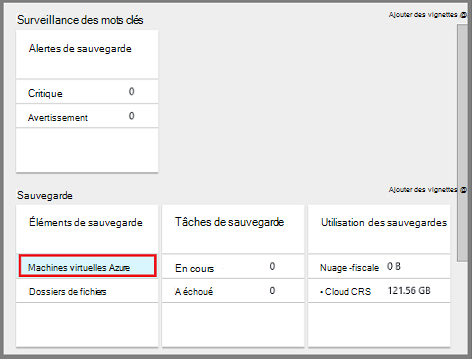 Surveillance des mots clés
Ajouter des vignettes
Alertes de sauvegarde
Critique 0
Avertissement 0
Sauvegarde
Ajouter des vignettes
Éléments de sauvegarde
Machines virtuelles Azure
Dossiers de fichiers
Tâches de sauvegarde
En cours 0
A échoué 0
Utilisation des sauvegardes
Nuage -fiscale 0 B
• Cloud CRS 121.56 GB